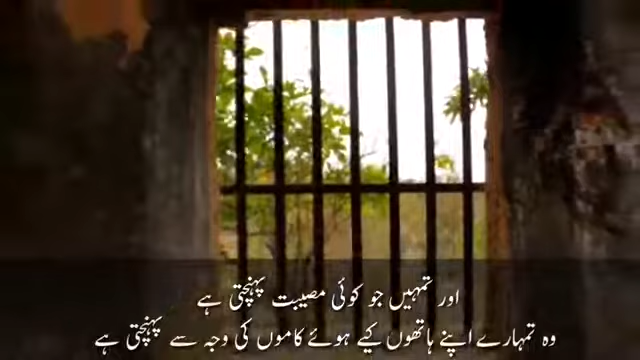 اور تمہیں جو کوئی مصیبت پہنچتی ہے
وہ تمہارے اپنے ہاتھوں کیے ہوئے کاموں کی وجہ سے پہنچتی ہے